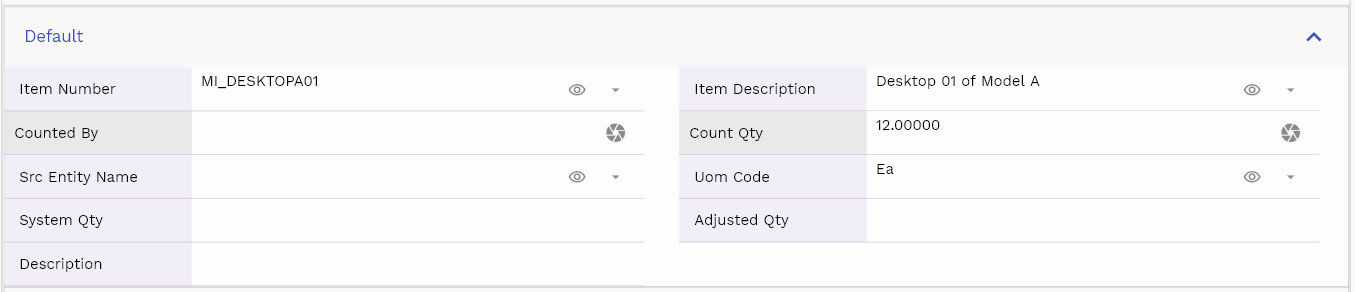 Default
Item Number MI_DESKTOPA01 Item Description Desktop 01 of Model A
Counted By Count Qty 12.00000
Src Entity Name Uom Code Ea
System Qty Adjusted Qty
Description